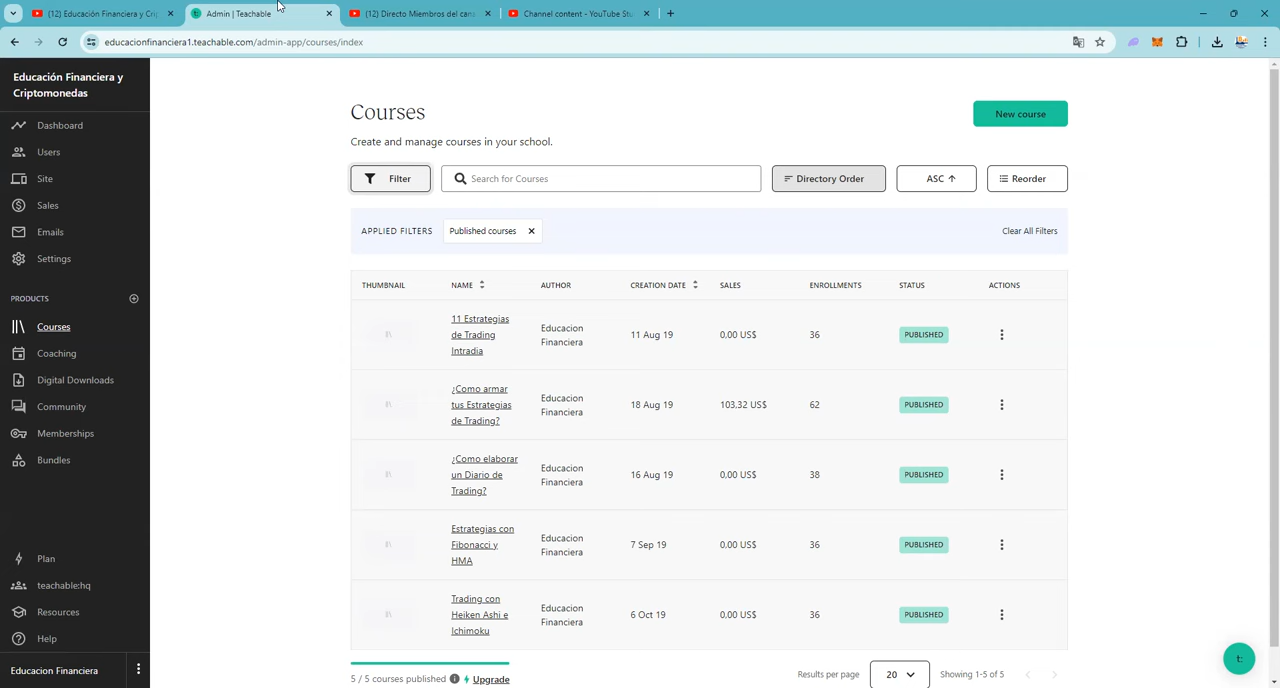 (12) Educación Financiera y Crip
Admin | Teachable
(12) Directo Miembros del cana
Channel content - YouTube Stu
educacionfinanciera1.teachable.com/admin-app/courses/index
Educación Financiera y
Criptomonedas
Dashboard
Users
Site
Sales
Emails
Settings
PRODUCTS
Courses
Coaching
Digital Downloads
Community
Memberships
Bundles
Plan
teachable:hq
Resources
Help
Educacion Financiera
Courses
New course
Create and manage courses in your school.
Filter
Search for Courses
Directory Order
ASC
Reorder
APPLIED FILTERS
Published courses
Clear All Filters
THUMBNAIL NAME AUTHOR CREATION DATE SALES ENROLLMENTS STATUS ACTIONS
11 Estrategias
de Trading
Intradia
Educacion
Financiera
11 Aug 19
0,00 US$
36
PUBLISHED
¿Como armar
tus Estrategias
de Trading?
Educacion
Financiera
18 Aug 19
103,32 US$
62
PUBLISHED
¿Como elaborar
un Diario de
Trading?
Educacion
Financiera
16 Aug 19
0,00 US$
38
PUBLISHED
Estrategias con
Fibonacci y
HMA
Educacion
Financiera
7 Sep 19
0,00 US$
36
PUBLISHED
Trading con
Heiken Ashi e
Ichimoku
Educacion
Financiera
6 Oct 19
0,00 US$
36
PUBLISHED
5 / 5 courses published
Upgrade
Results per page
20
Showing 1-5 of 5
t: